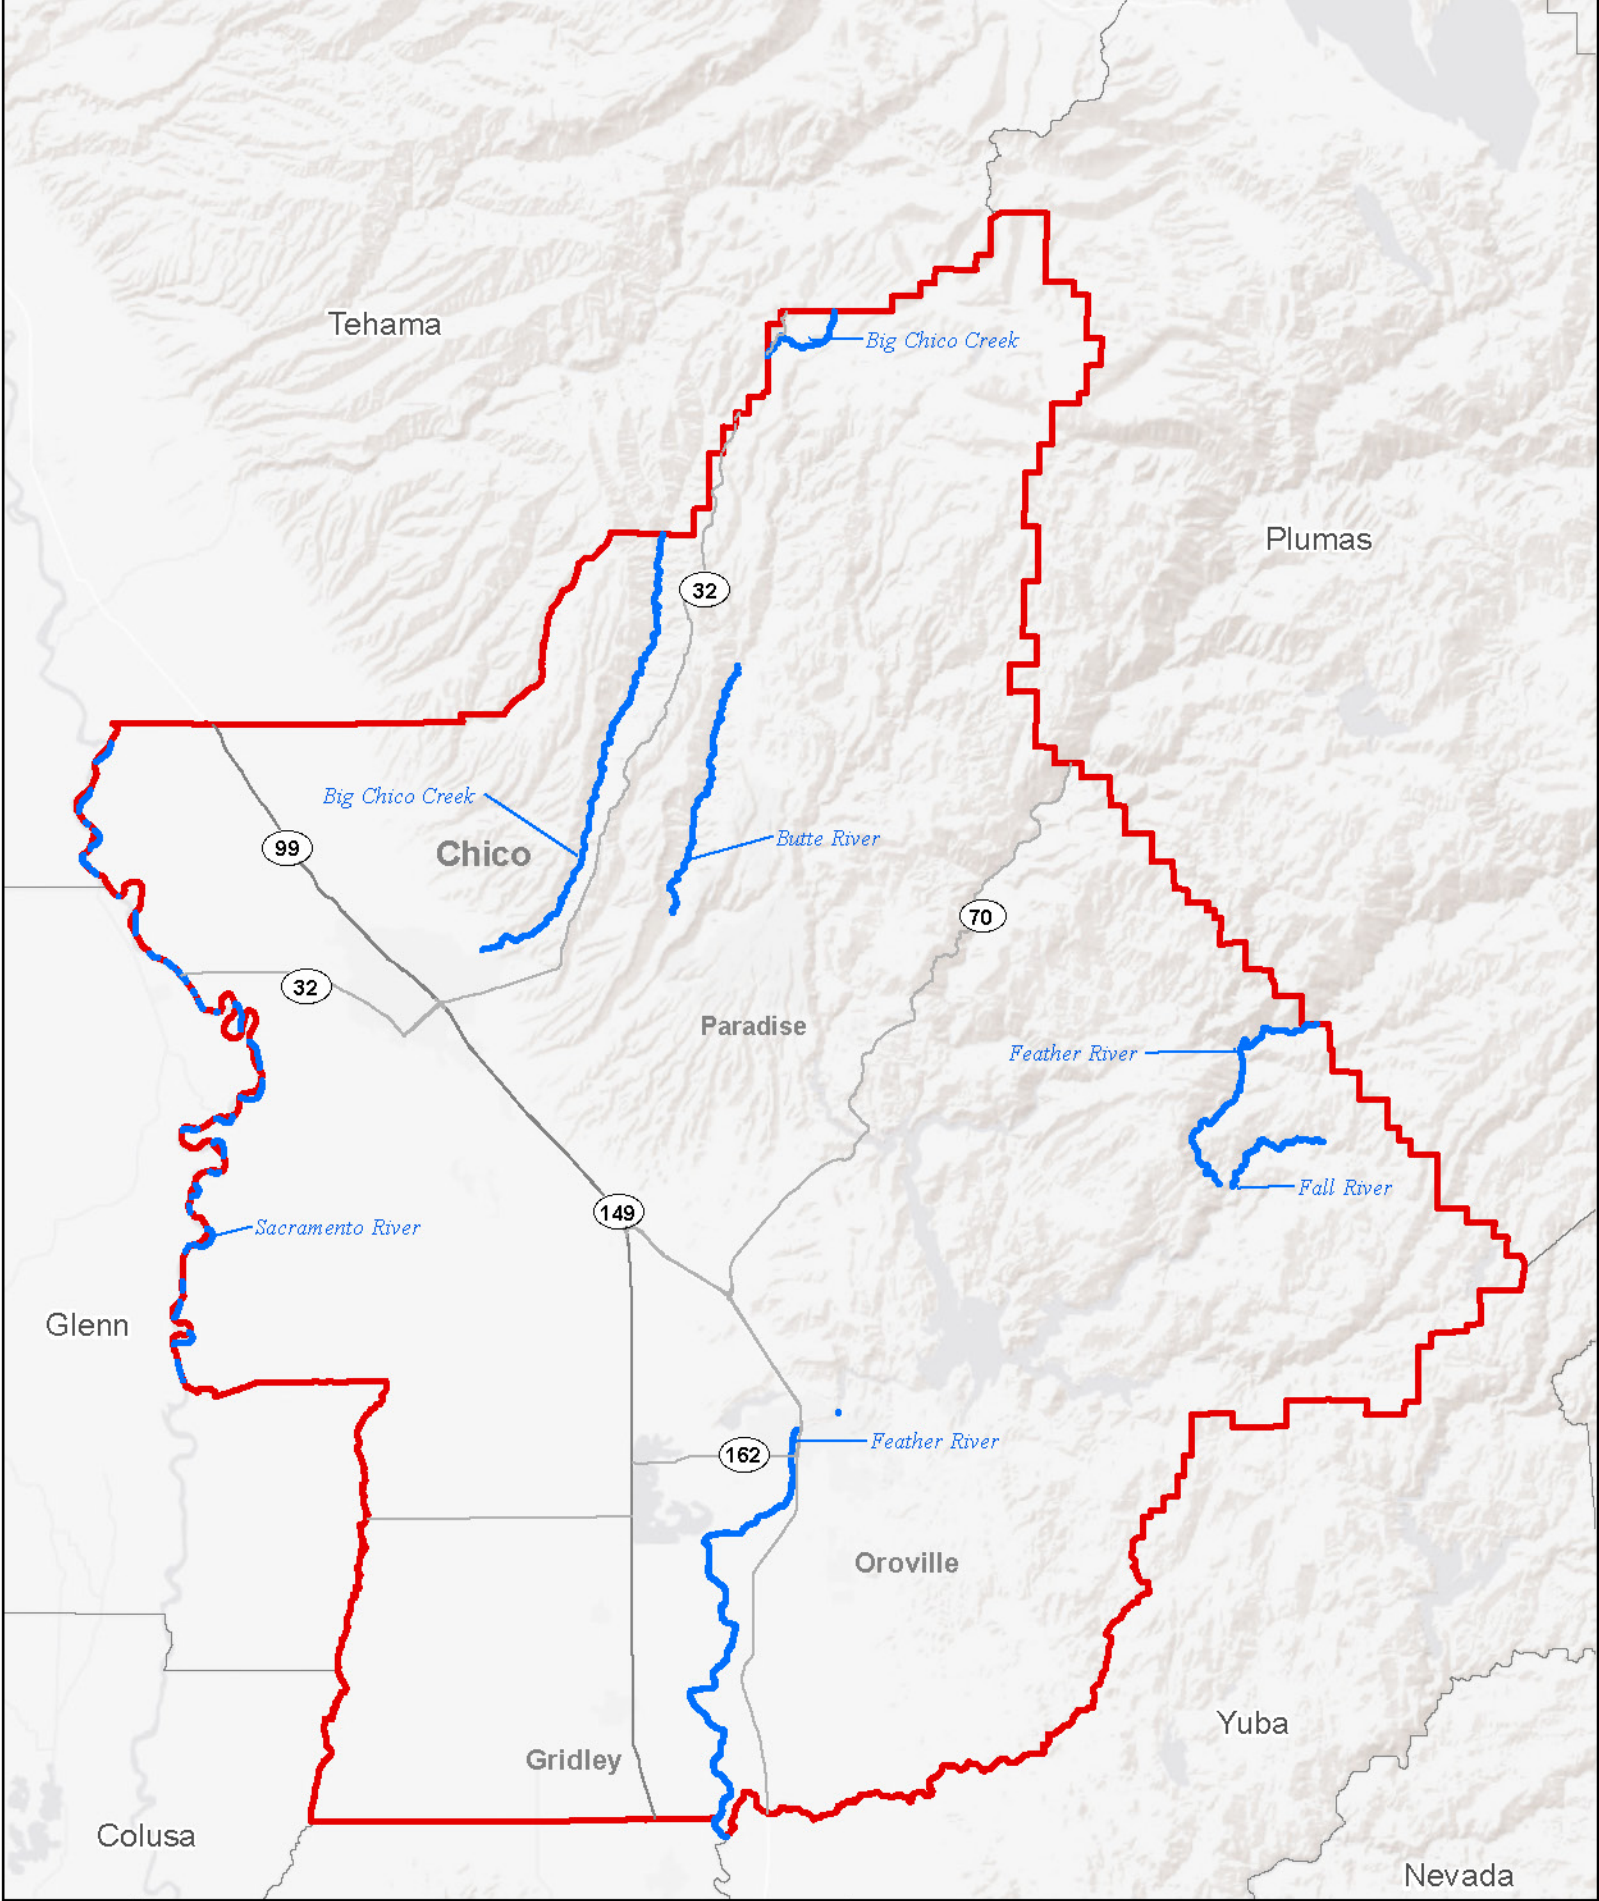 Tehama
Big Chico Creek
Plumas
32
Big Chico Creek
Butte River
99
Chico
70
32
Paradise
Feather River
Fall River
149
Sacramento River
Glenn
Feather River
162
Oroville
Yuba
Gridley
Colusa
Nevada